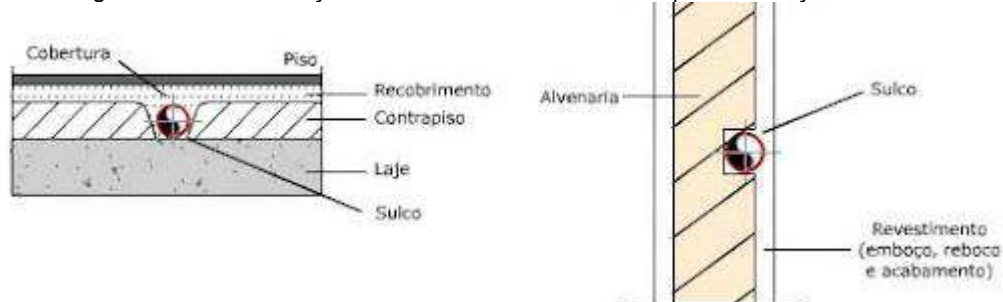 Cobertura
Piso
Recobrimento
Contrapiso
Laje
Sulco
Alvenaria
Sulco
Revestimento
(emboço, reboco
e acabamento)